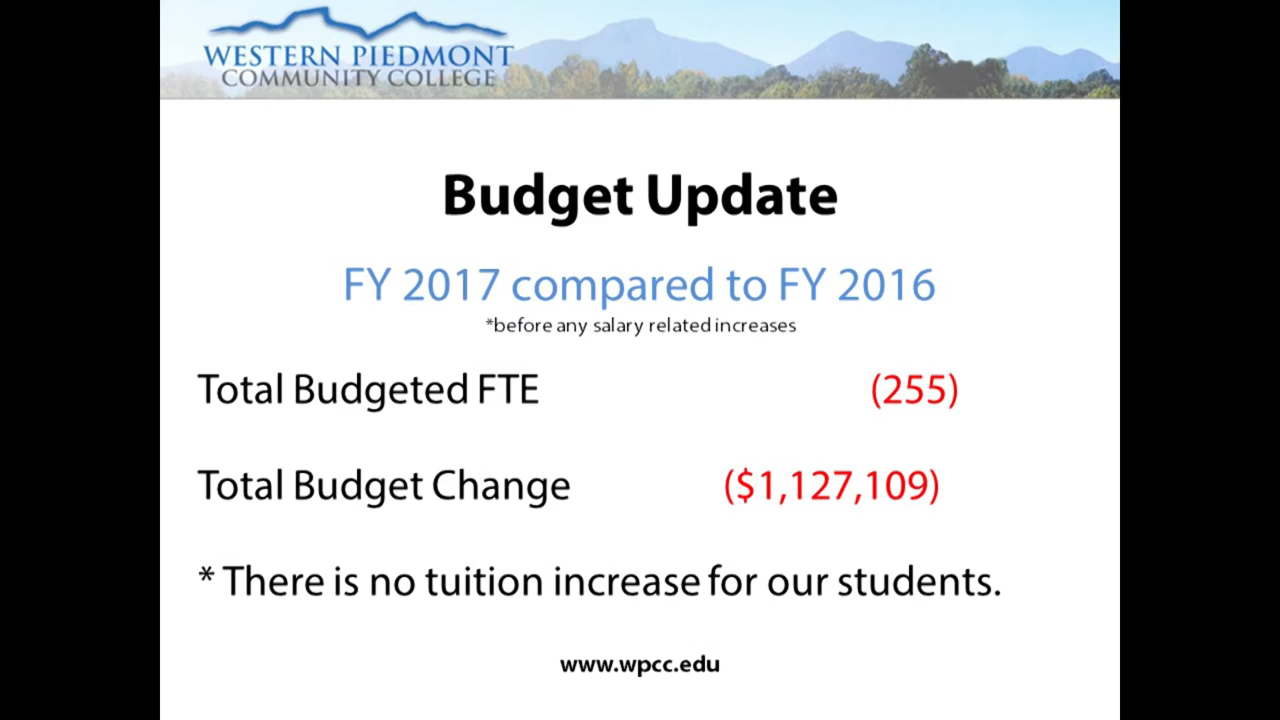 WESTERN PIEDMONT
COMMUNITY COLLEGE
Budget Update
FY 2017 compared to FY 2016
*before any salary related increases
Total Budgeted FTE (255)
Total Budget Change ($1,127,109)
* There is no tuition increase for our students.
www.wpcc.edu